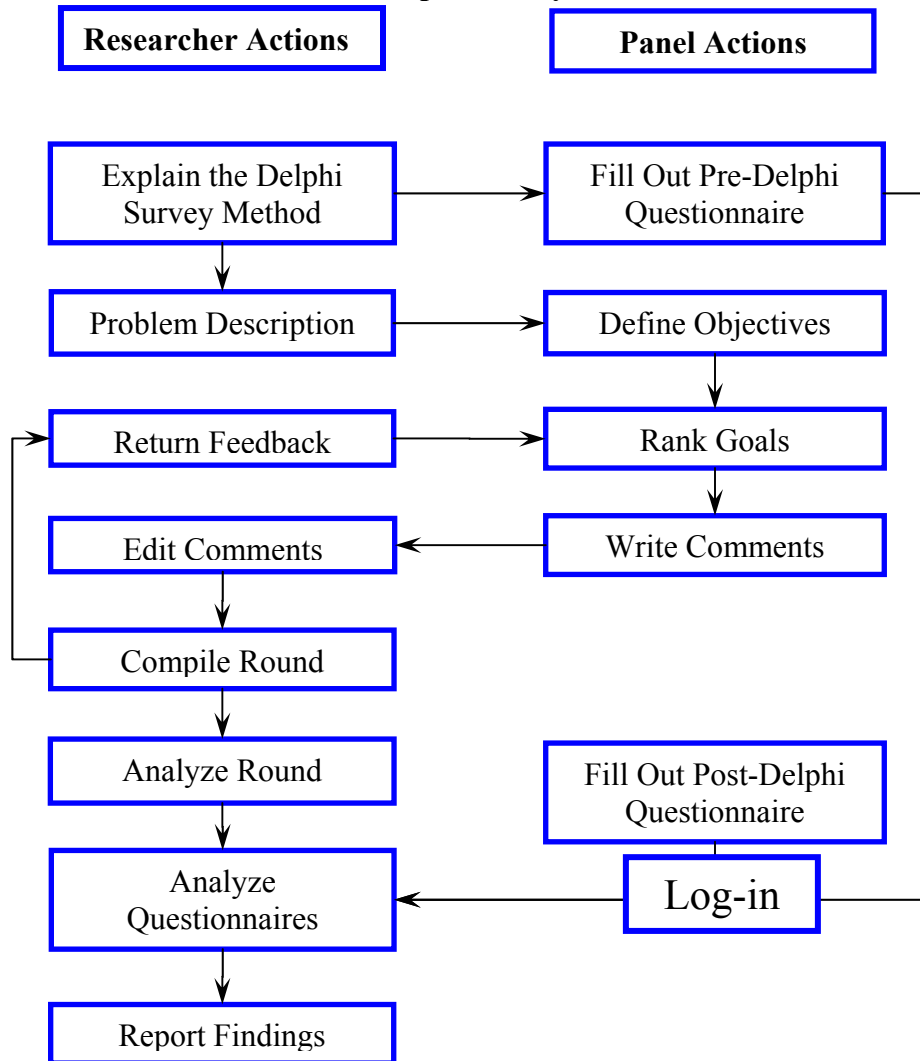 Researcher Actions
Panel Actions
Explain the Delphi
Survey Method
Fill Out Pre-Delphi
Questionnaire
Problem Description
Define Objectives
Return Feedback
Rank Goals
Edit Comments
Write Comments
Compile Round
Analyze Round
Fill Out Post-Delphi
Questionnaire
Analyze
Questionnaires
Log-in
Report Findings